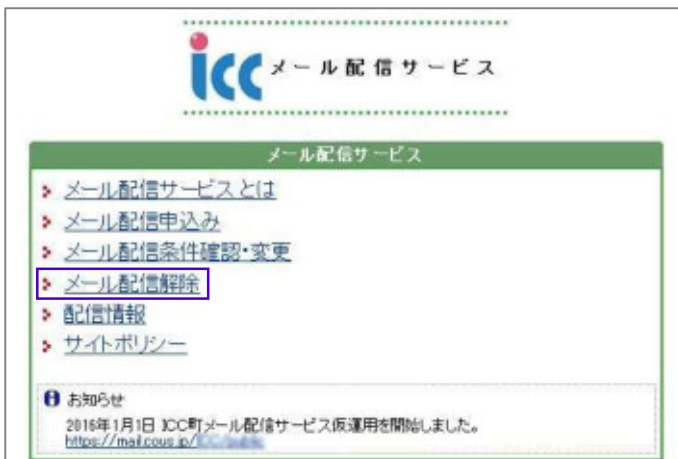 icc メール配信サービス
メール配信サービス
メール配信サービスとは
メール配信申込み
メール配信条件確認・変更
メール配信解除
配信情報
サイトポリシー
お知らせ
2016年1月1日 ICC町メール配信サービス仮運用を開始しました。
https://mail.cous.jp/